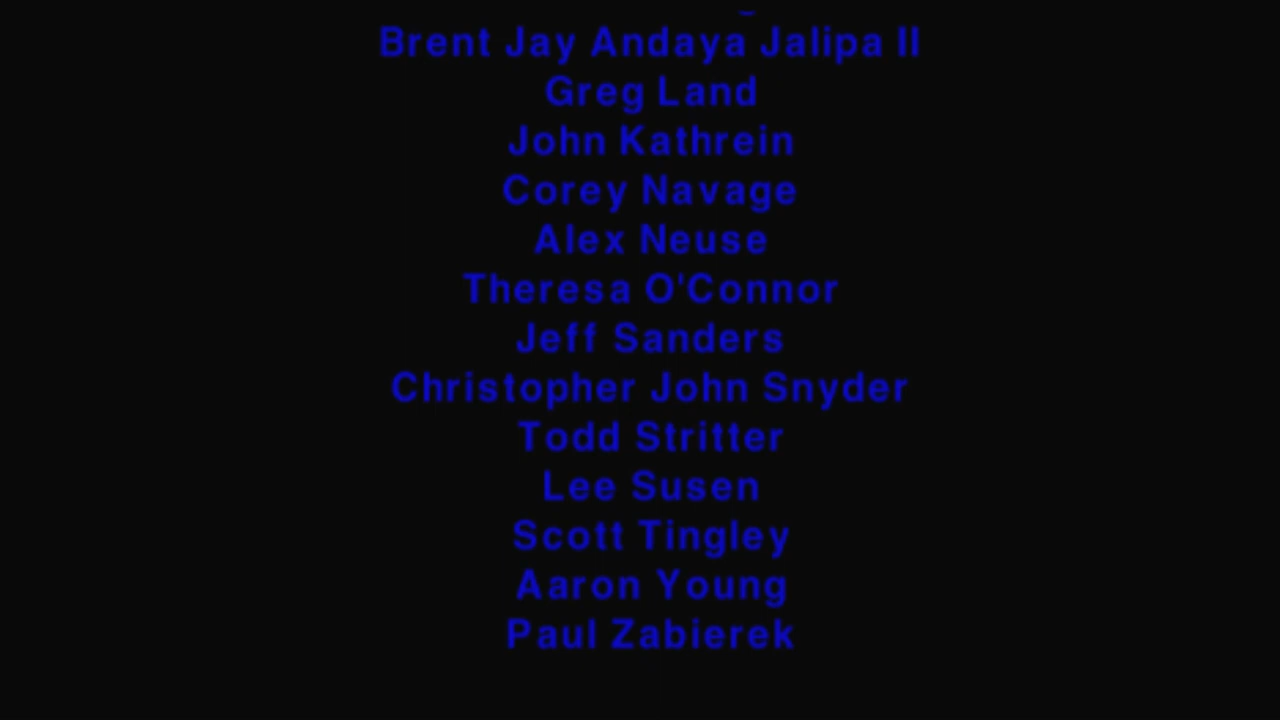 Brent Jay Andaya Jalipa II
Greg Land
John Kathrein
Corey Navage
Alex Neuse
Theresa O'Connor
Jeff Sanders
Christopher John Snyder
Todd Stritter
Lee Susen
Scott Tingley
Aaron Young
Paul Zabierek